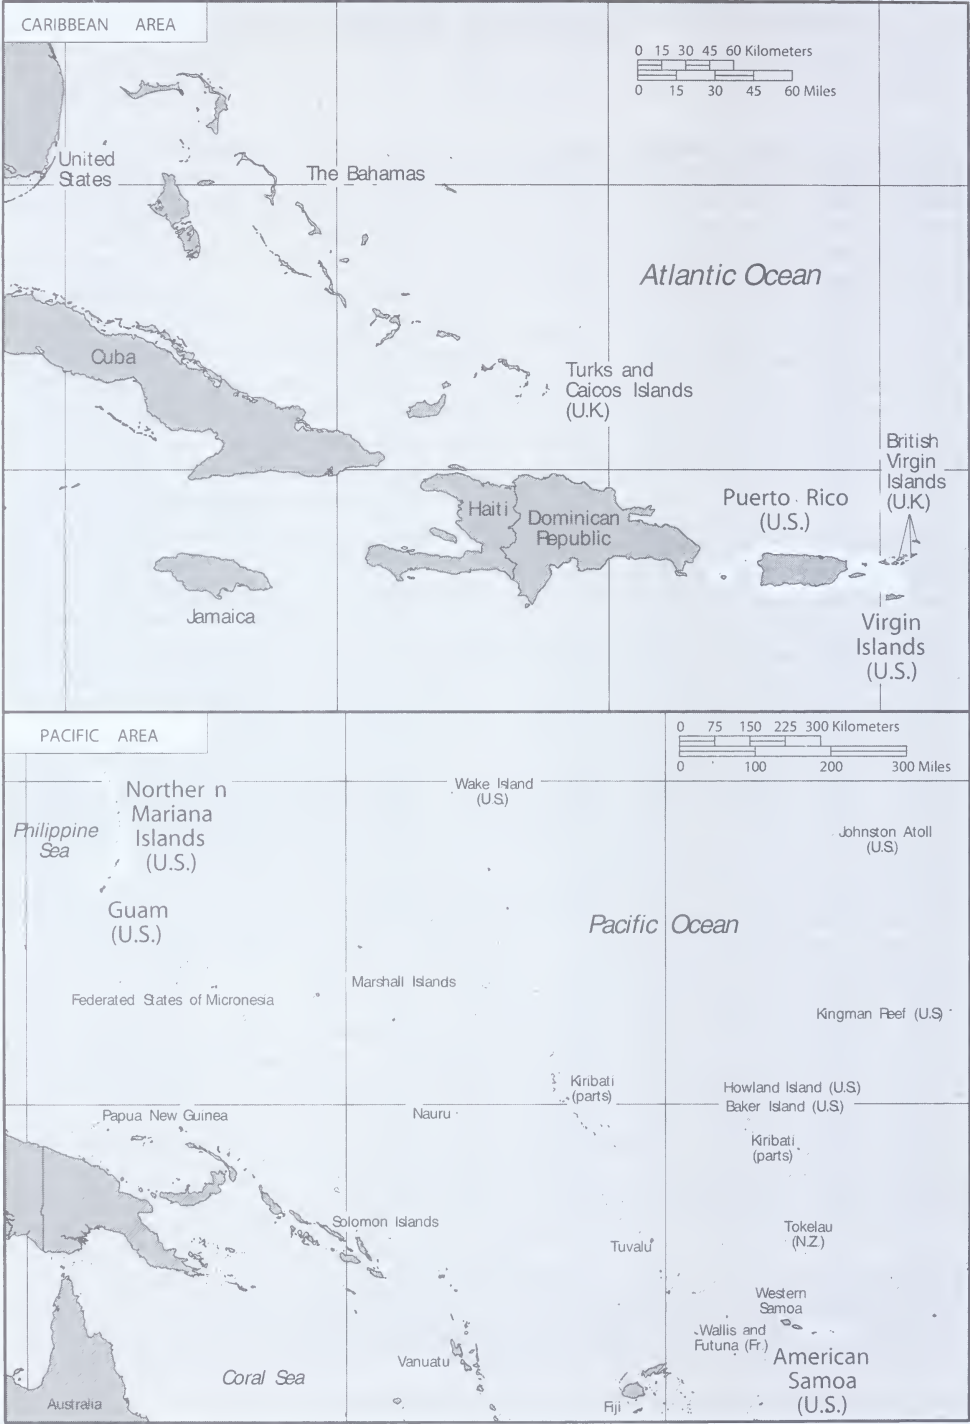 CARIBBEAN AREA
0 15 30 45 60 Kilometers
0 15 30 45 60 Miles
United
States
The Bahamas
Atlantic Ocean
Cuba
Turks and
Caicos Islands
(U.K.)
British
Virgin
Islands
(U.K.)
Puerto Rico
(U.S.)
Haiti
Dominican
Republic
Jamaica
Virgin
Islands
(U.S.)
PACIFIC AREA
0 75 150 225 300 Kilometers
0 100 200 300 Miles
Norther n
Mariana
Islands
(U.S.)
Philippine
Sea
Wake Island
(U.S.)
Johnston Atoll
(U.S.)
Guam
(U.S.)
Pacific Ocean
Marshall Islands
Federated States of Micronesia
Kingman Reef (U.S)
Kiribati
(parts)
Howland Island (U.S.)
Baker Island (U.S.)
Papua New Guinea
Nauru
Kiribati
(parts)
Solomon Islands
Tuvalu
Tokelau
(N.Z.)
Western
Samoa
Wallis and
Futuna (Fr.)
American
Samoa
(U.S.)
Vanuatu
Coral Sea
Fiji
Australia